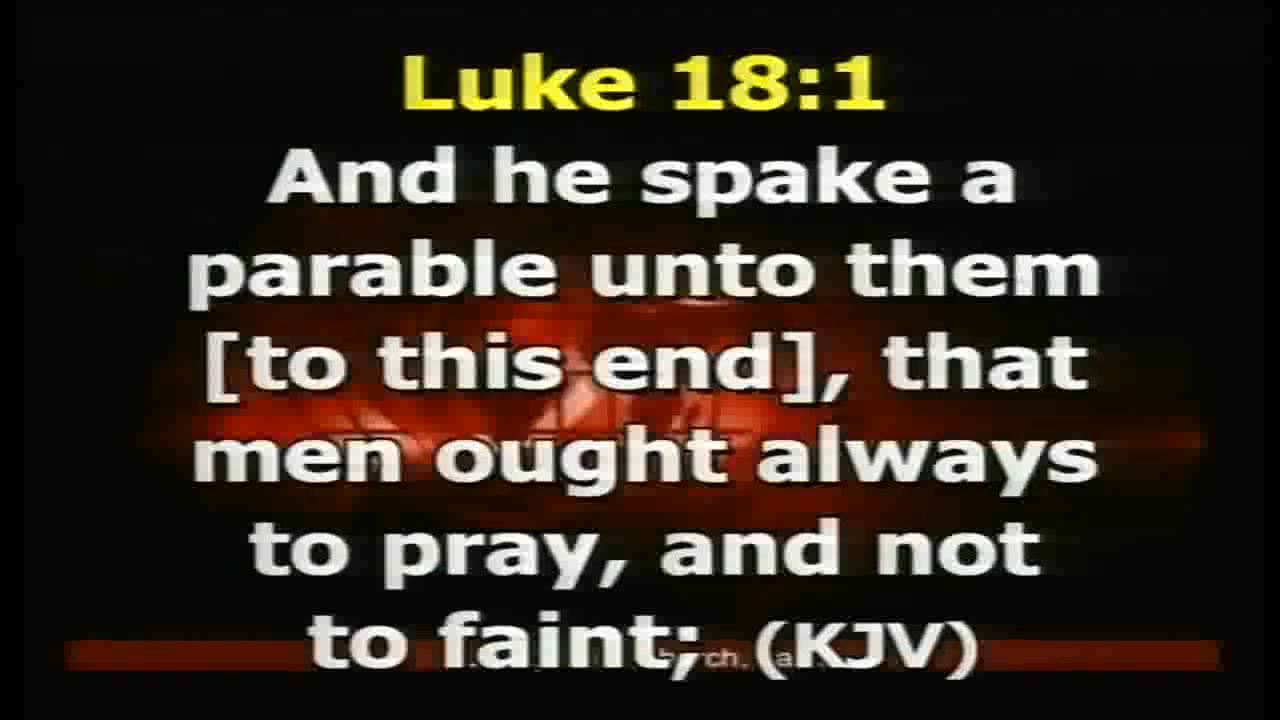 Luke 18:1
And he spake a
parable unto them
[to this end], that
men ought always
to pray, and not
to faint; (KJV)